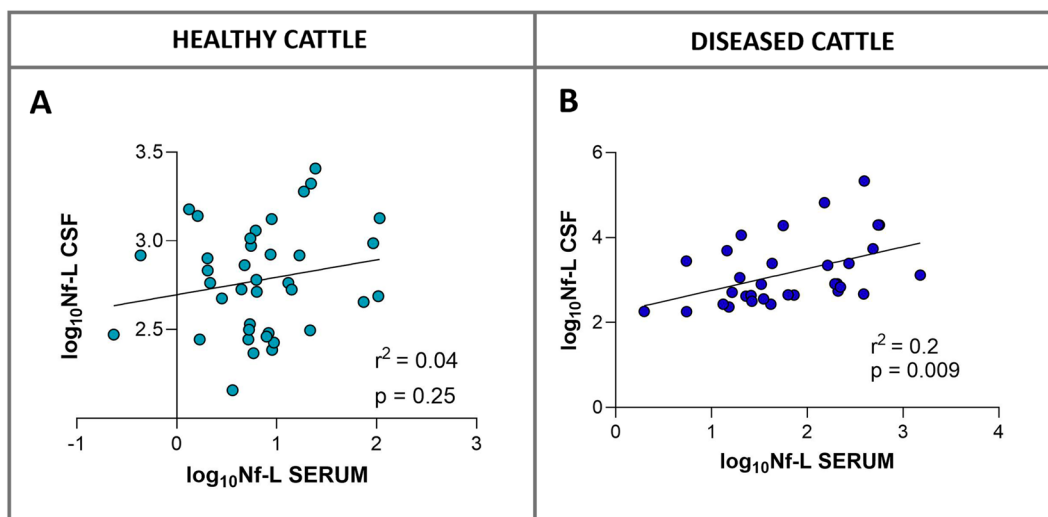 HEALTHY CATTLE
DISEASED CATTLE
A
3.5
3.0
2.5
log₁₀Nf-L CSF
r² = 0.04
p = 0.25
-1 0 1 2 3
log₁₀Nf-L SERUM
B
6
4
2
0
log₁₀Nf-L CSF
r² = 0.2
p = 0.009
0 1 2 3 4
log₁₀Nf-L SERUM